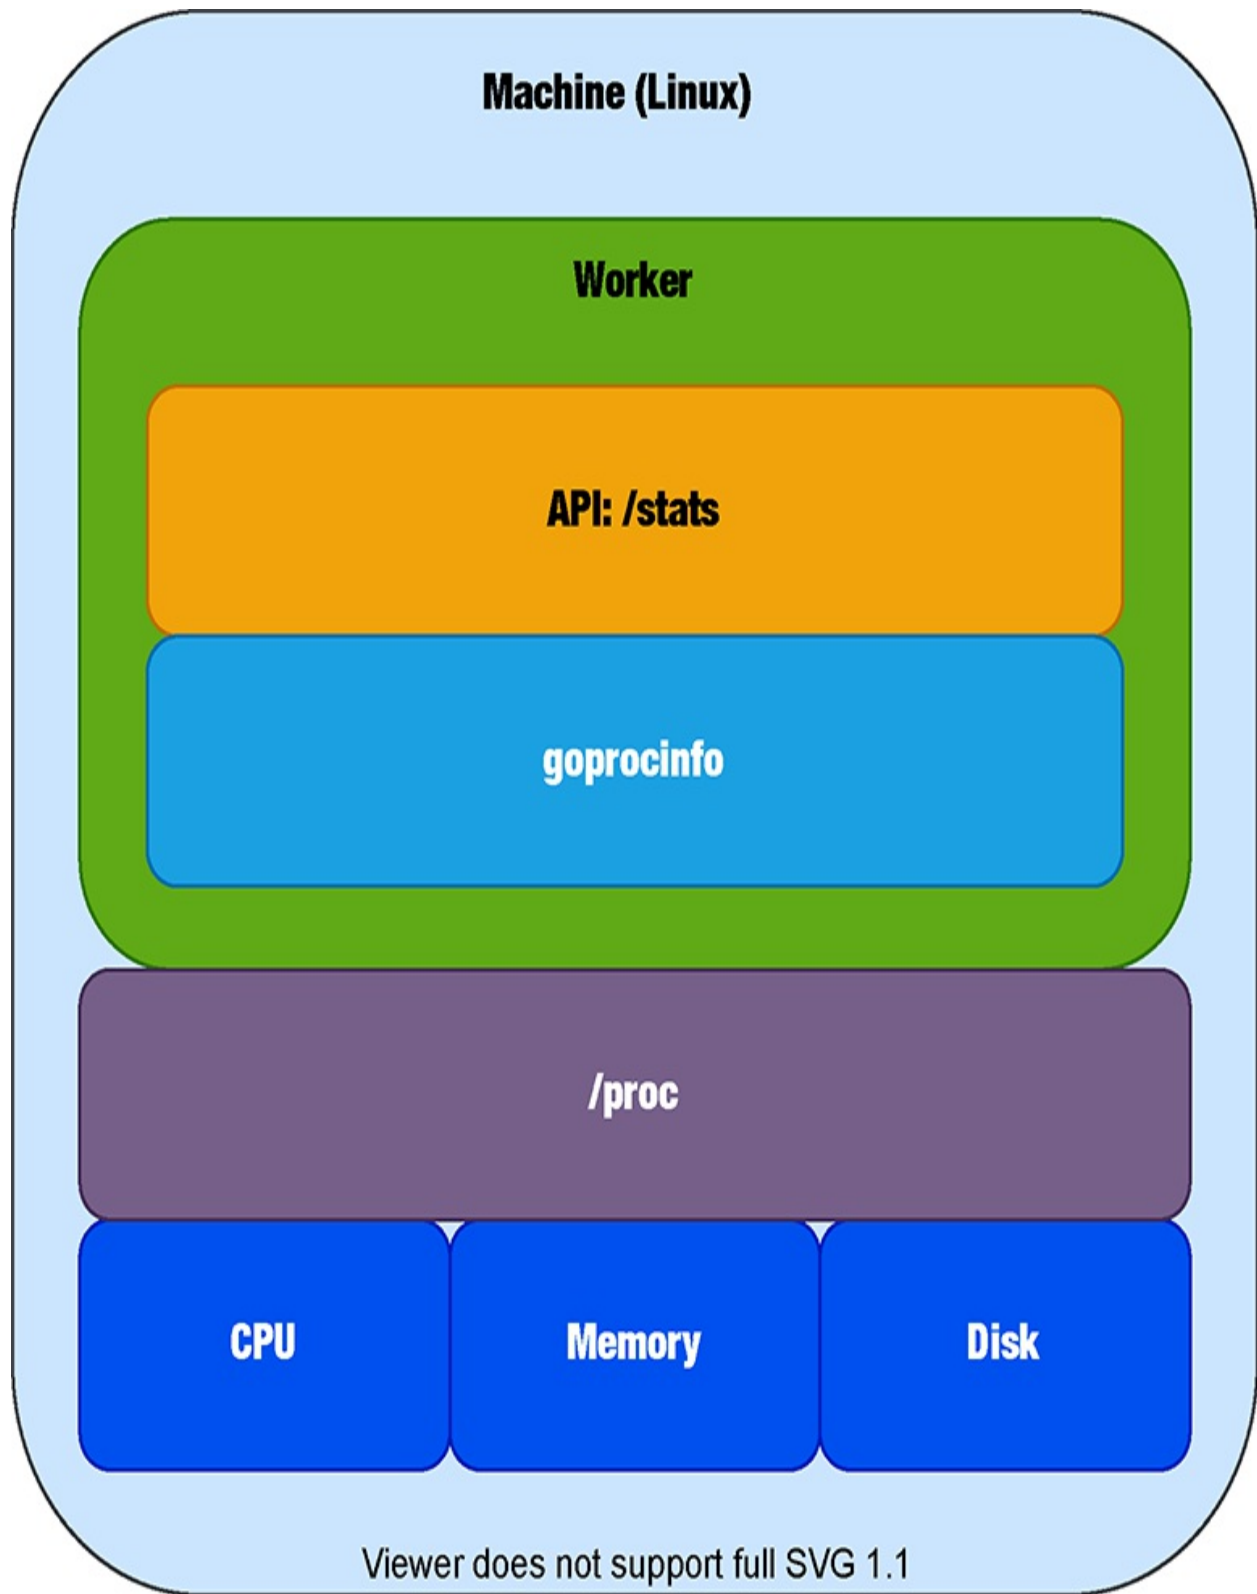 Machine (Linux)
Worker
API: /stats
goprocinfo
/proc
CPU
Memory
Disk
Viewer does not support full SVG 1.1